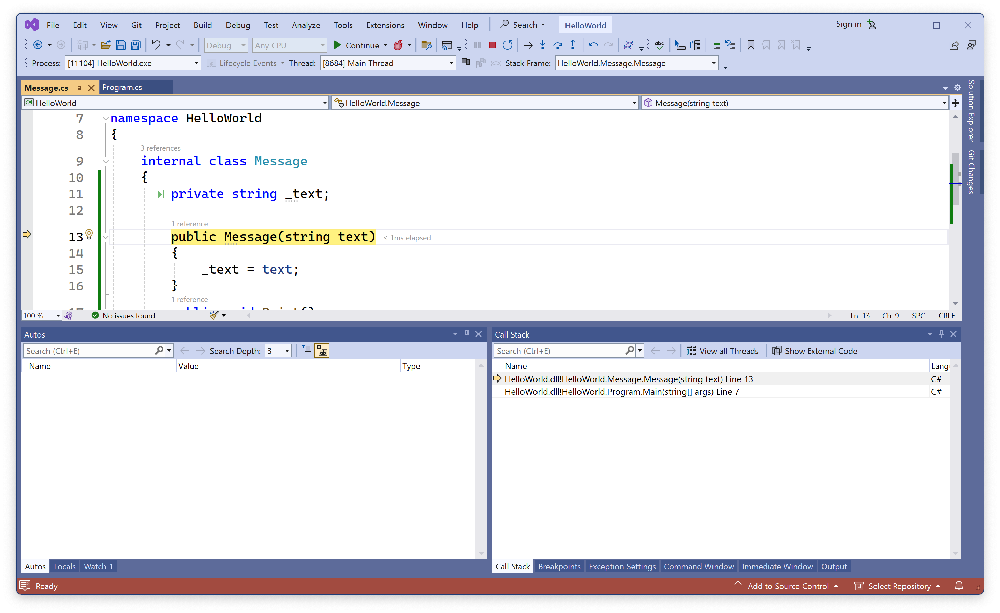 File Edit View Git Project Build Debug Test Analyze Tools Extensions Window Help Search HelloWorld Sign in
Debug Any CPU Continue abc
Process: [11104] HelloWorld.exe Lifecycle Events Thread: [8684] Main Thread Stack Frame: HelloWorld.Message.Message
Message.cs Program.cs
C# HelloWorld HelloWorld.Message Message(string text)
Solution Explorer
Git Changes
7 namespace HelloWorld
8 {
3 references
9 internal class Message
10 {
11 private string _text;
12
1 reference
13 public Message(string text) ≤ 1ms elapsed
14 {
15 _text = text;
16 }
1 reference
100 % No issues found Ln: 13 Ch: 9 SPC CRLF
Autos
Search (Ctrl+E) Search Depth: 3 ab
Name Value Type
Call Stack
Search (Ctrl+E) View all Threads Show External Code
Name Langu
HelloWorld.dll!HelloWorld.Message.Message(string text) Line 13 C#
HelloWorld.dll!HelloWorld.Program.Main(string[] args) Line 7 C#
Autos Locals Watch 1
Call Stack Breakpoints Exception Settings Command Window Immediate Window Output
Ready Add to Source Control Select Repository